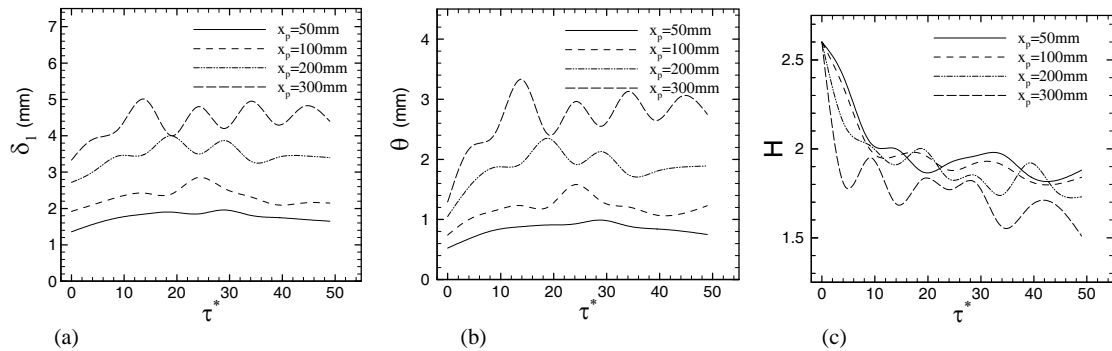 7
6
5
4
3
2
1
0
δ₁ (mm)
0 10 20 30 40 50
τ*
xₚ=50mm
xₚ=100mm
xₚ=200mm
xₚ=300mm
(a)
4
3
2
1
0
θ (mm)
0 10 20 30 40 50
τ*
xₚ=50mm
xₚ=100mm
xₚ=200mm
xₚ=300mm
(b)
2.5
2
1.5
H
0 10 20 30 40 50
τ*
xₚ=50mm
xₚ=100mm
xₚ=200mm
xₚ=300mm
(c)